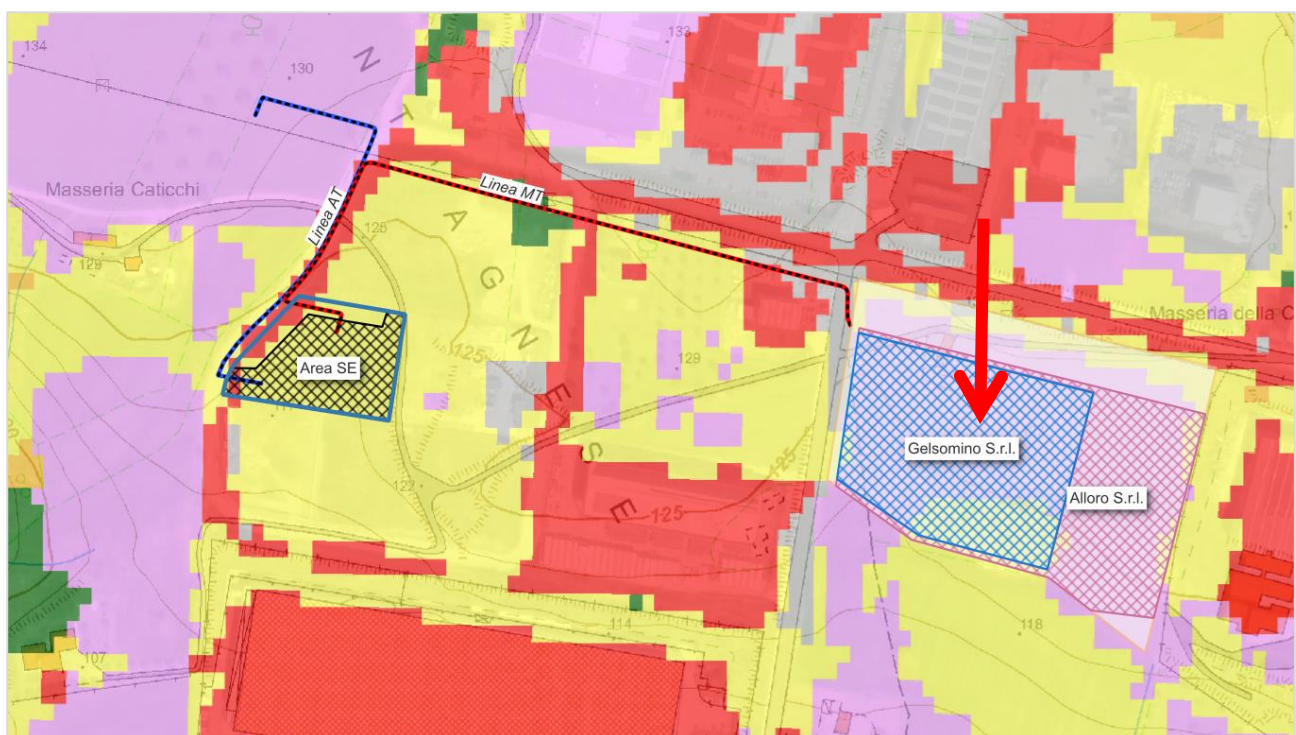 134
130
133
N
T
Masseria Caticchi
Linea AT
Linea MT
A
G
N
E
S
E
125
129
125
129
Masseria della C
Area SE
Gelsomino S.r.l.
Alloro S.r.l.
122
125
125
114
118
107